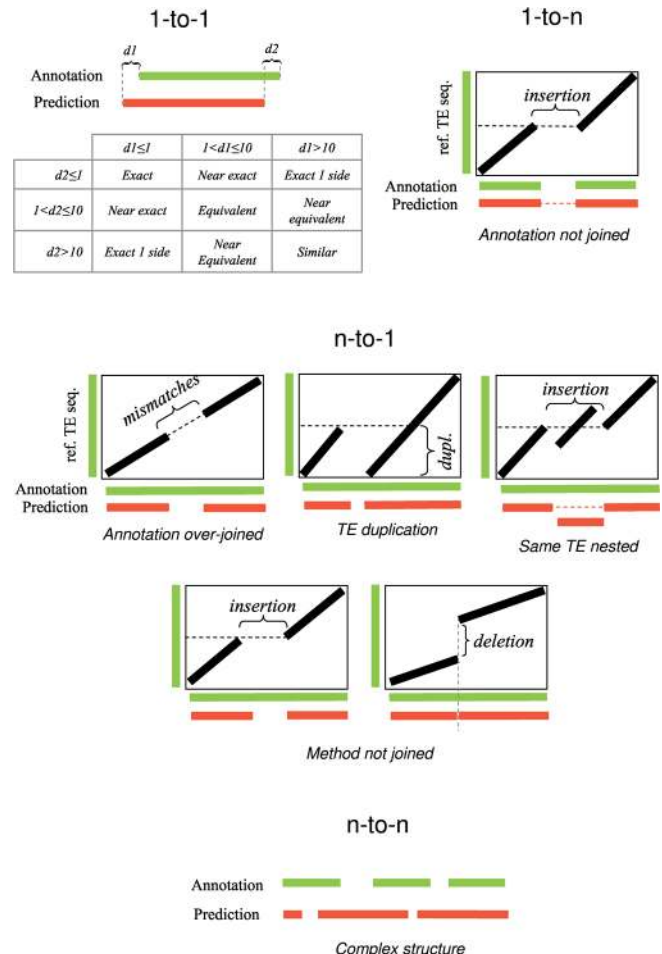 1-to-1
d1
d2
Annotation
Prediction
d1≤1 1<d1≤10 d1>10
d2≤1 Exact Near exact Exact 1 side
1<d2≤10 Near exact Equivalent Near equivalent
d2>10 Exact 1 side Near Equivalent Similar
1-to-n
ref. TE seq.
insertion
Annotation
Prediction
Annotation not joined
n-to-1
ref. TE seq.
mismatches
Annotation
Prediction
Annotation over-joined
dupl.
TE duplication
insertion
Same TE nested
insertion
deletion
Method not joined
n-to-n
Annotation
Prediction
Complex structure